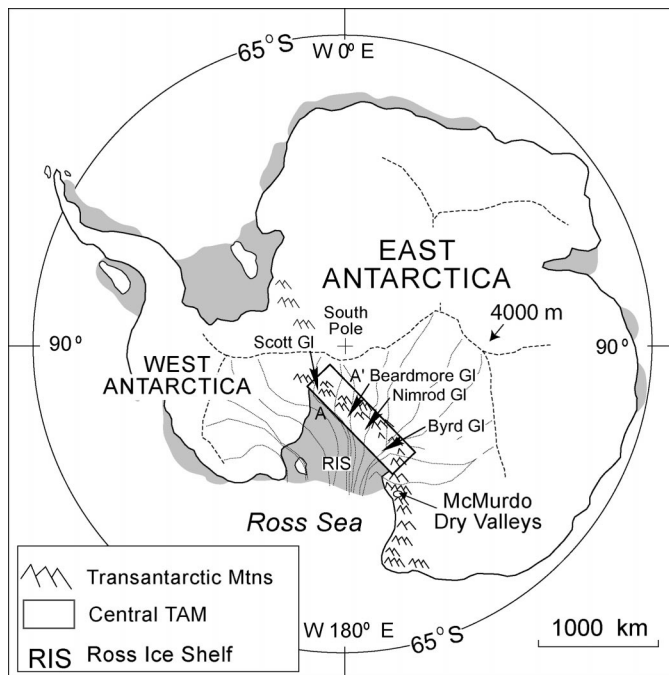 65° S
W 0° E
EAST
ANTARCTICA
4000 m
South
Pole
Scott Gl
90°
90°
WEST
ANTARCTICA
A' Beardmore Gl
Nimrod Gl
A
Byrd Gl
RIS
McMurdo
Dry Valleys
Ross Sea
Transantarctic Mtns
Central TAM
RIS Ross Ice Shelf
W 180° E
65° S
1000 km